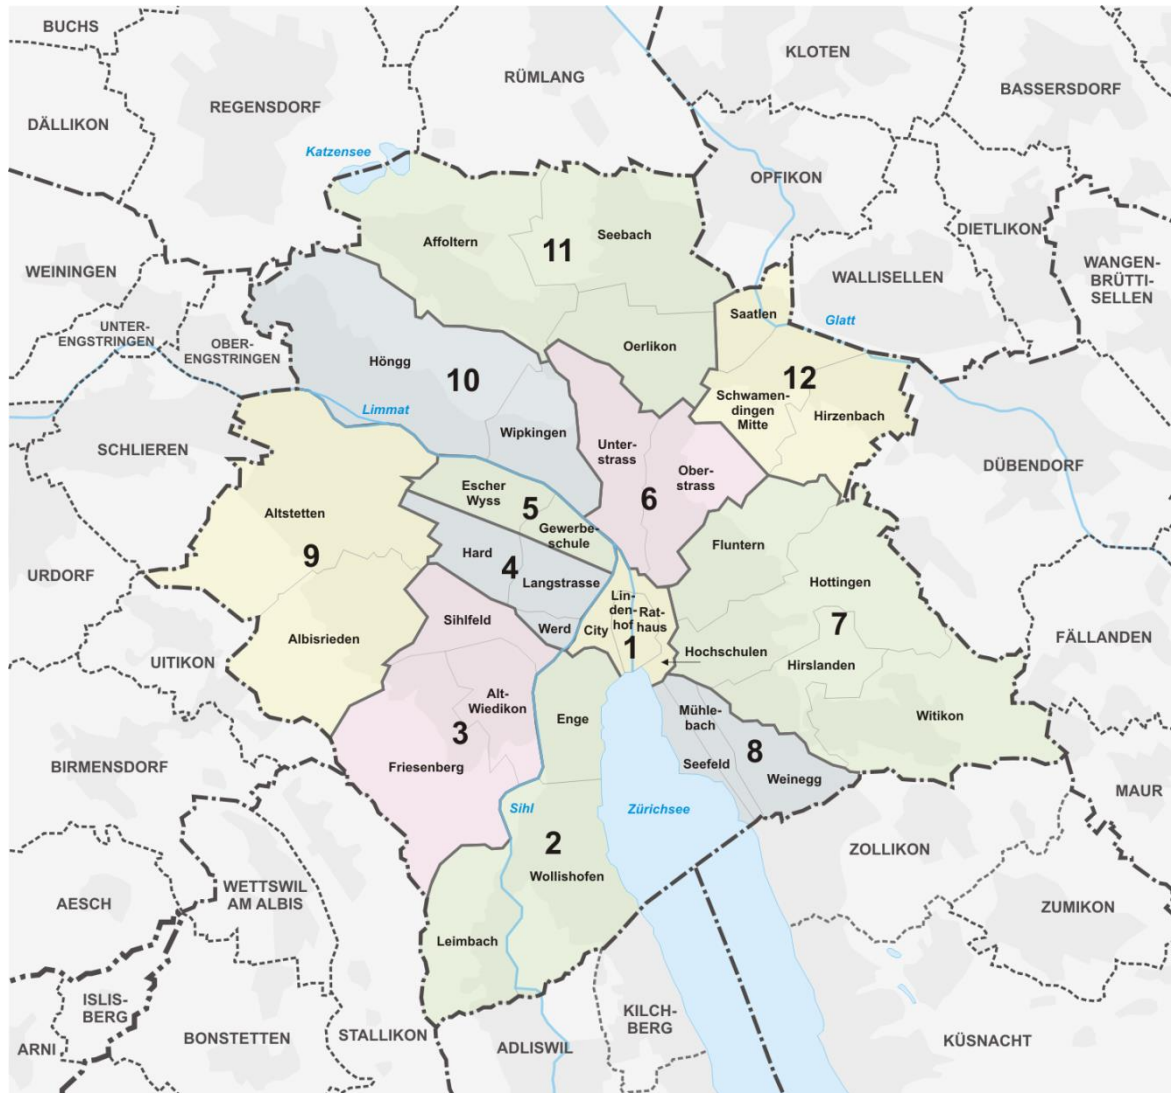 BUCHS
KLOTEN
RÜMLANG
BASSERSDORF
REGENSDORF
DÄLLIKON
Katzensee
OPFIKON
DIETLIKON
Affoltern
Seebach
11
WANGEN-
BRÜTTI-
SELLEN
WEININGEN
WALLISELLEN
UNTER-
ENGSTRINGEN
OBER-
ENGSTRINGEN
Saatlen
Glatt
Höngg
Oerlikon
10
12
Limmat
Schwamen-
dingen
Mitte
Hirzenbach
Wipkingen
SCHLIEREN
Unter-
strass
Ober-
strass
DÜBENDORF
Escher
Wyss
6
5
Altstetten
Gewerbe-
schule
Fluntern
9
Hard
4
Langstrasse
Hottingen
URDORF
Lin-
den-
hof
Rat-
haus
Sihlfeld
Werd
City
7
Albisrieden
1
FÄLLANDEN
UITIKON
Hochschulen
Hirslanden
Alt-
Wiedikon
Enge
Mühle-
bach
Witikon
3
8
Friesenberg
Seefeld
Weinegg
BIRMENSDORF
MAUR
Sihl
Zürichsee
2
ZOLLIKON
Wollishofen
WETTSWIL
AM ALBIS
AESCH
ZUMIKON
Leimbach
ISLIS-
BERG
KILCH-
BERG
BONSTETTEN
STALLIKON
ARNI
ADLISWIL
KÜSNACHT